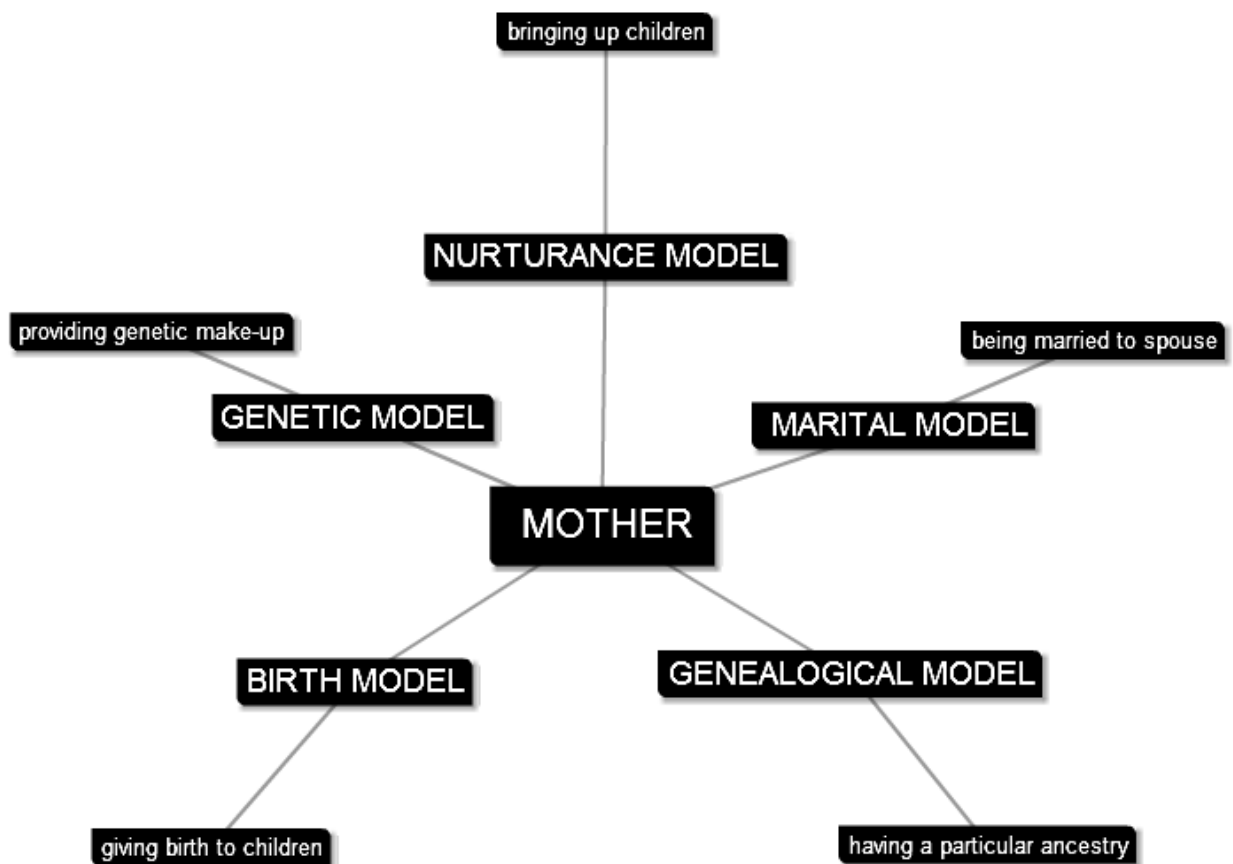 bringing up children
NURTURANCE MODEL
providing genetic make-up
being married to spouse
GENETIC MODEL
MARITAL MODEL
MOTHER
BIRTH MODEL
GENEALOGICAL MODEL
giving birth to children
having a particular ancestry